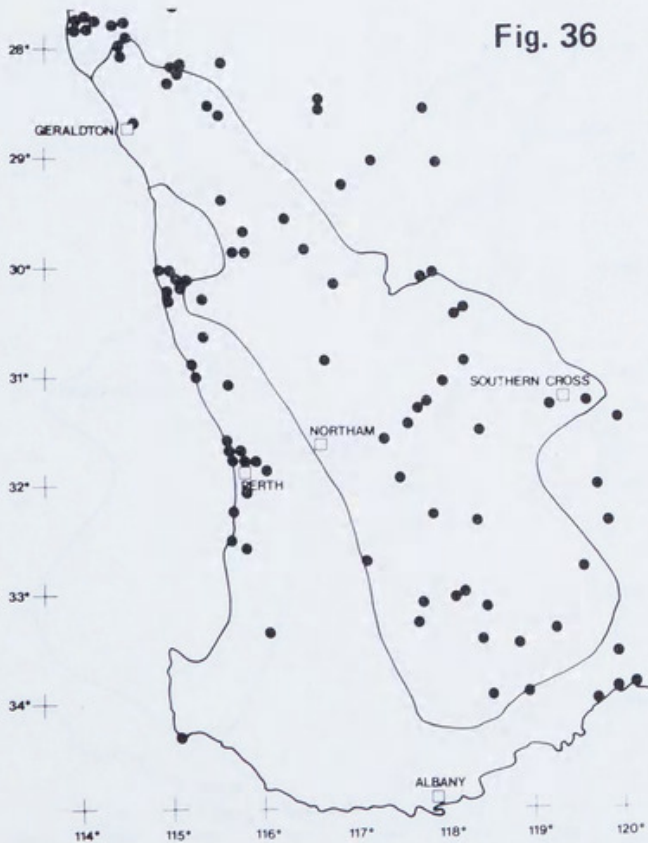 Fig. 36
28°
GERALDTON
29°
30°
31°
SOUTHERN CROSS
NORTHAM
32°
PERTH
33°
34°
ALBANY
114° 115° 116° 117° 118° 119° 120°